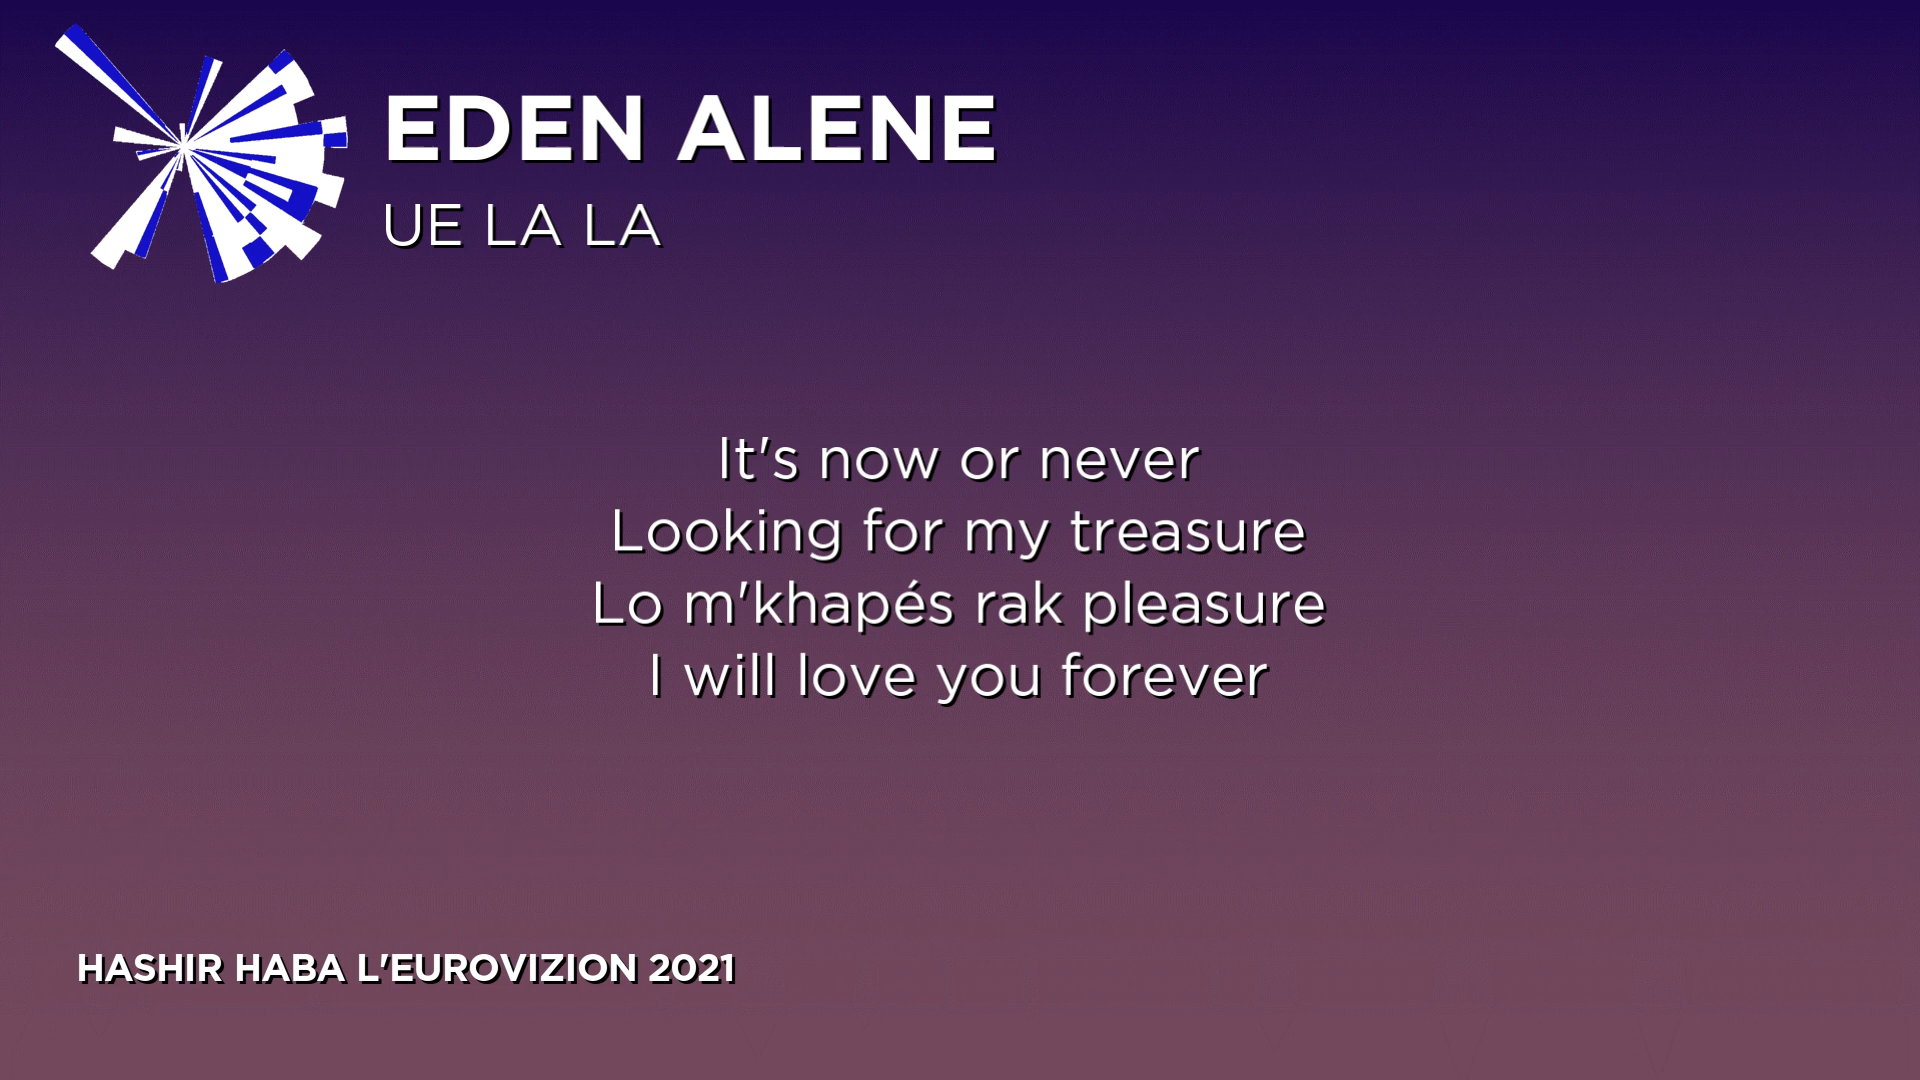 EDEN ALENE
UE LA LA
It's now or never
Looking for my treasure
Lo m'khapés rak pleasure
I will love you forever
HASHIR HABA L'EUROVIZION 2021